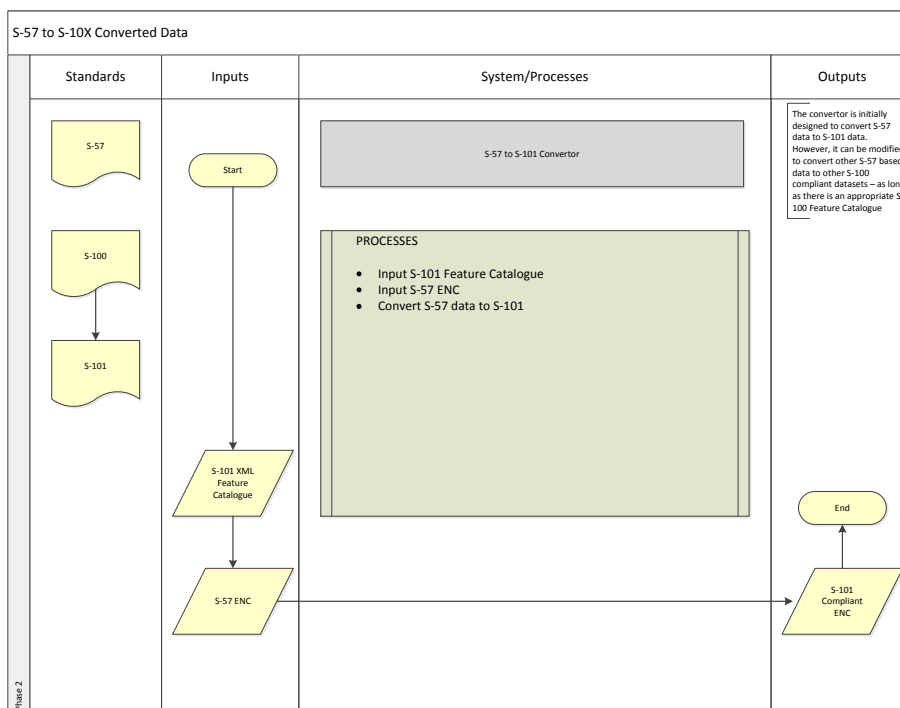 S-57 to S-10X Converted Data
Standards
Inputs
System/Processes
Outputs
S-57
Start
S-57 to S-101 Convertor
The convertor is initially
designed to convert S-57
data to S-101 data.
However, it can be modified
to convert other S-57 based
data to other S-100
compliant datasets – as long
as there is an appropriate S-
100 Feature Catalogue
S-100
PROCESSES
• Input S-101 Feature Catalogue
• Input S-57 ENC
• Convert S-57 data to S-101
S-101
S-101 XML
Feature
Catalogue
End
S-57 ENC
S-101
Compliant
ENC
Phase 2